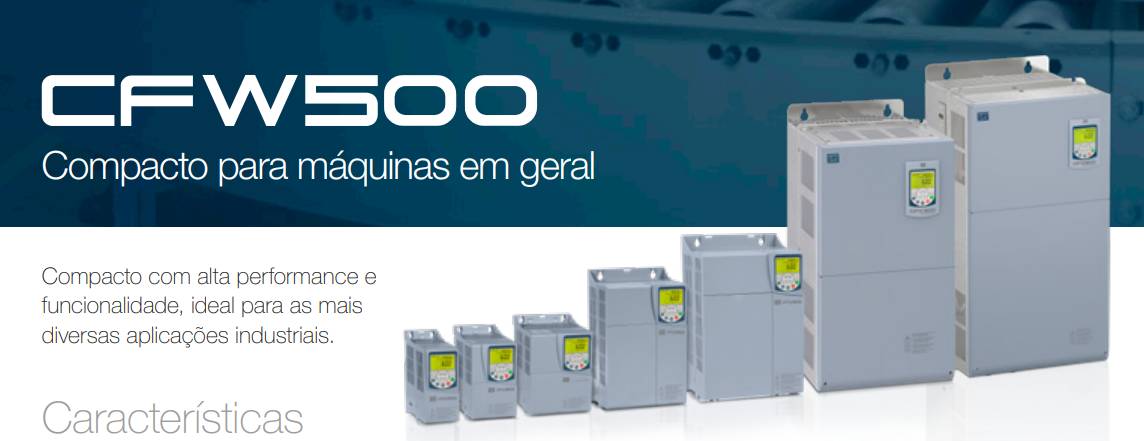 CFW500
Compacto para máquinas em geral
Compacto com alta performance e
funcionalidade, ideal para as mais
diversas aplicações industriais.
Características